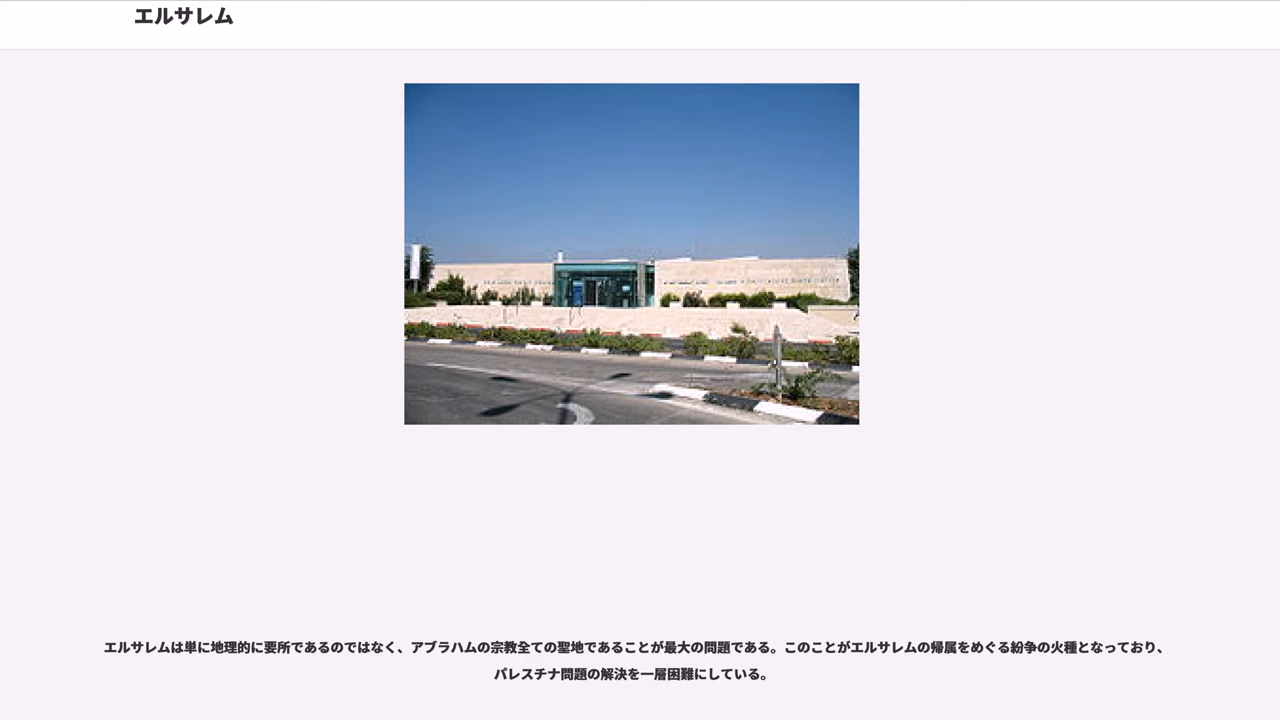 エルサレム
エルサレムは単に地理的に要所であるのではなく、アブラハムの宗教全ての聖地であることが最大の問題である。このことがエルサレムの帰属をめぐる紛争の火種となっており、
パレスチナ問題の解決を一層困難にしている。